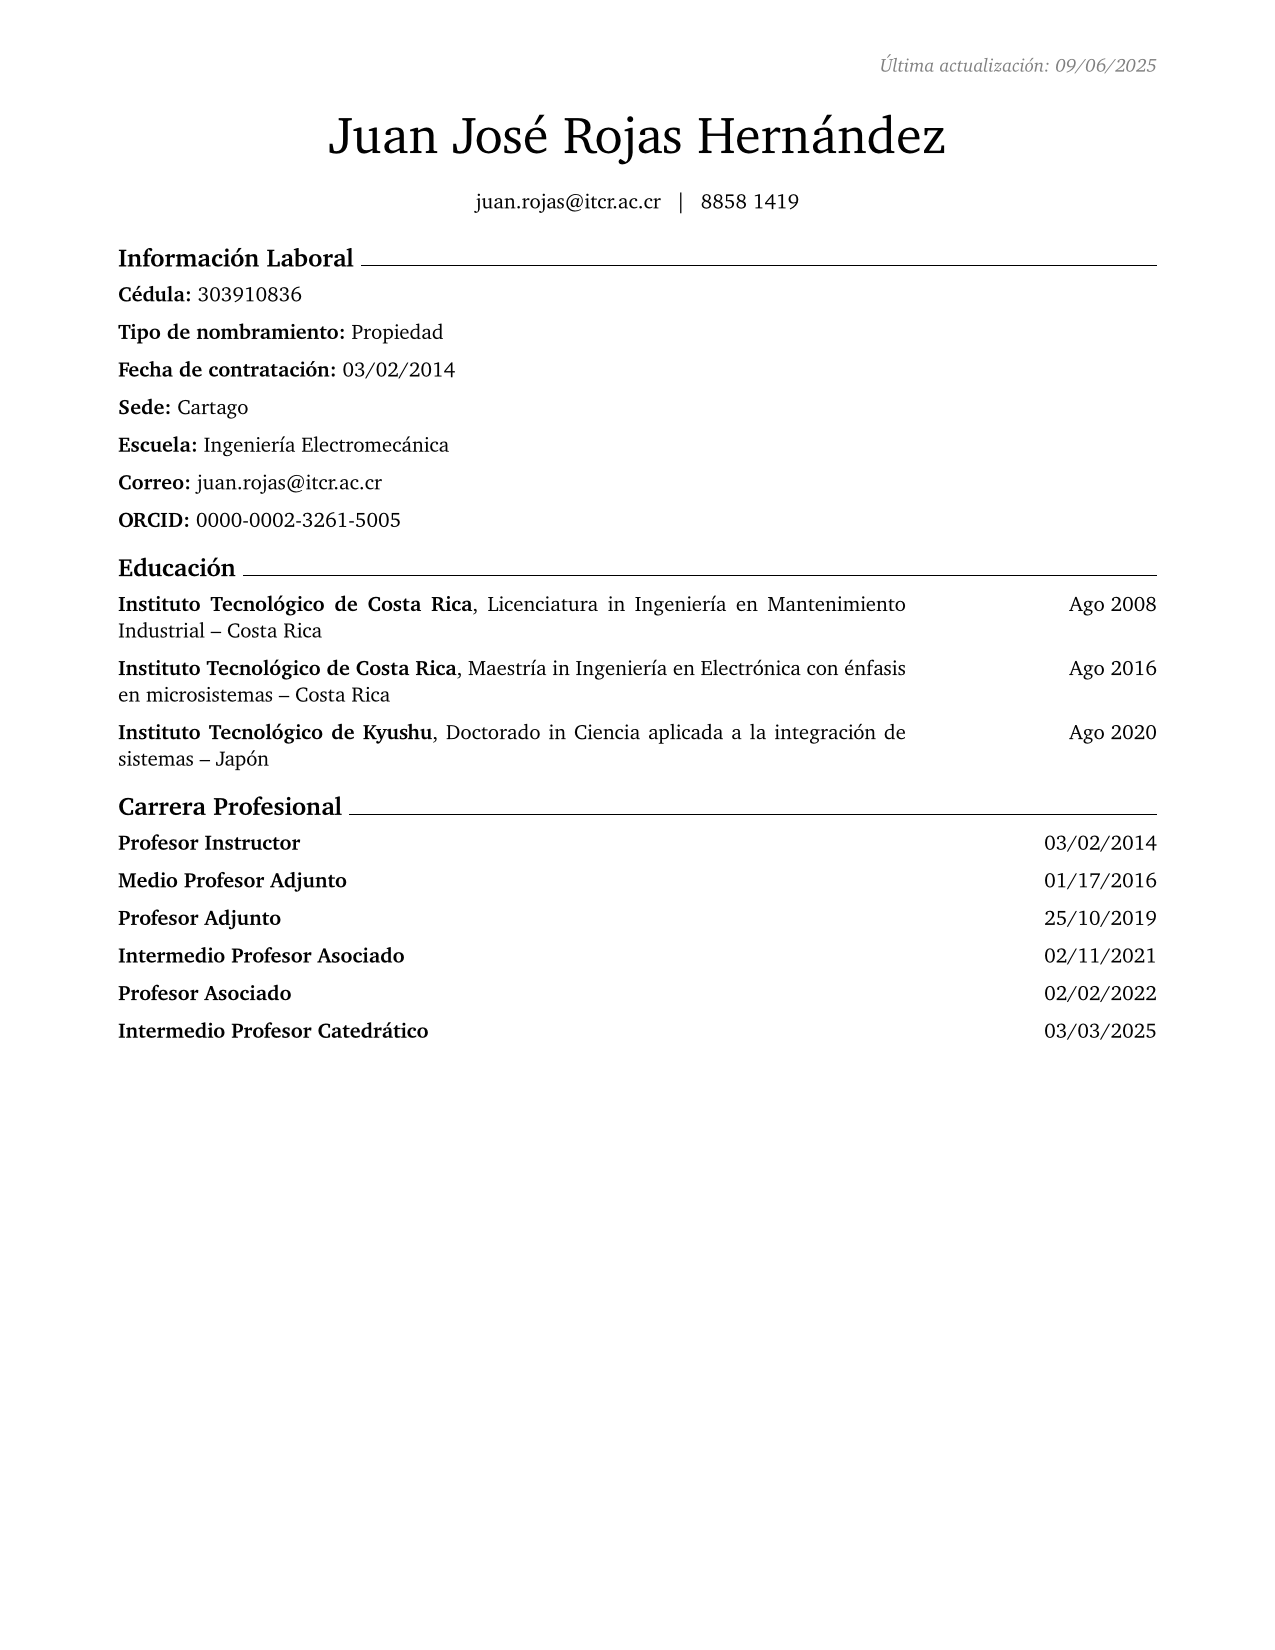 Última actualización: 09/06/2025
Juan José Rojas Hernández
juan.rojas@itcr.ac.cr | 8858 1419
Información Laboral
Cédula: 303910836
Tipo de nombramiento: Propiedad
Fecha de contratación: 03/02/2014
Sede: Cartago
Escuela: Ingeniería Electromecánica
Correo: juan.rojas@itcr.ac.cr
ORCID: 0000-0002-3261-5005
Educación
Instituto Tecnológico de Costa Rica, Licenciatura in Ingeniería en Mantenimiento Ago 2008
Industrial – Costa Rica
Instituto Tecnológico de Costa Rica, Maestría in Ingeniería en Electrónica con énfasis Ago 2016
en microsistemas – Costa Rica
Instituto Tecnológico de Kyushu, Doctorado in Ciencia aplicada a la integración de Ago 2020
sistemas – Japón
Carrera Profesional
Profesor Instructor 03/02/2014
Medio Profesor Adjunto 01/17/2016
Profesor Adjunto 25/10/2019
Intermedio Profesor Asociado 02/11/2021
Profesor Asociado 02/02/2022
Intermedio Profesor Catedrático 03/03/2025